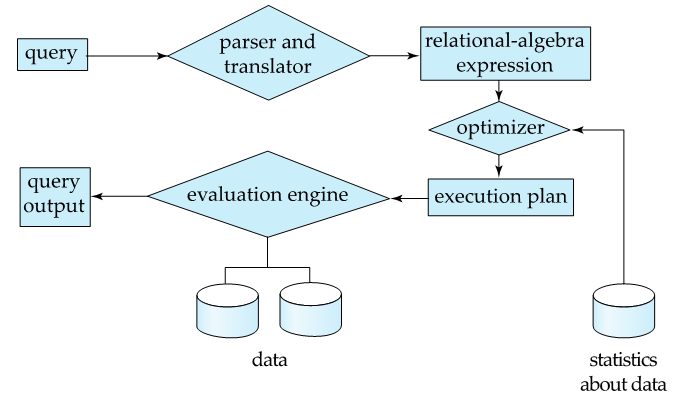 query
parser and
translator
relational-algebra
expression
optimizer
query
output
evaluation engine
execution plan
data
statistics
about data